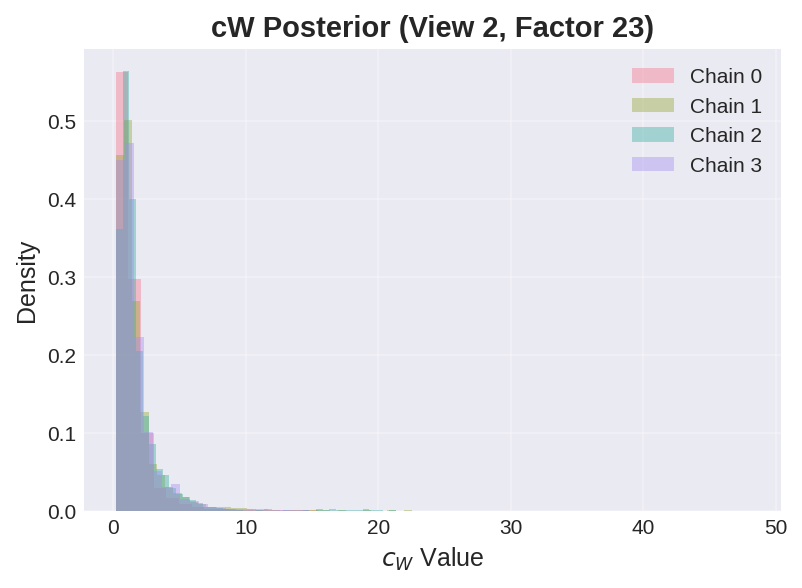 cW Posterior (View 2, Factor 23)
Chain 0
Chain 1
Chain 2
Chain 3
Density
0.5
0.4
0.3
0.2
0.1
0.0
0 10 20 30 40 50
c_W Value